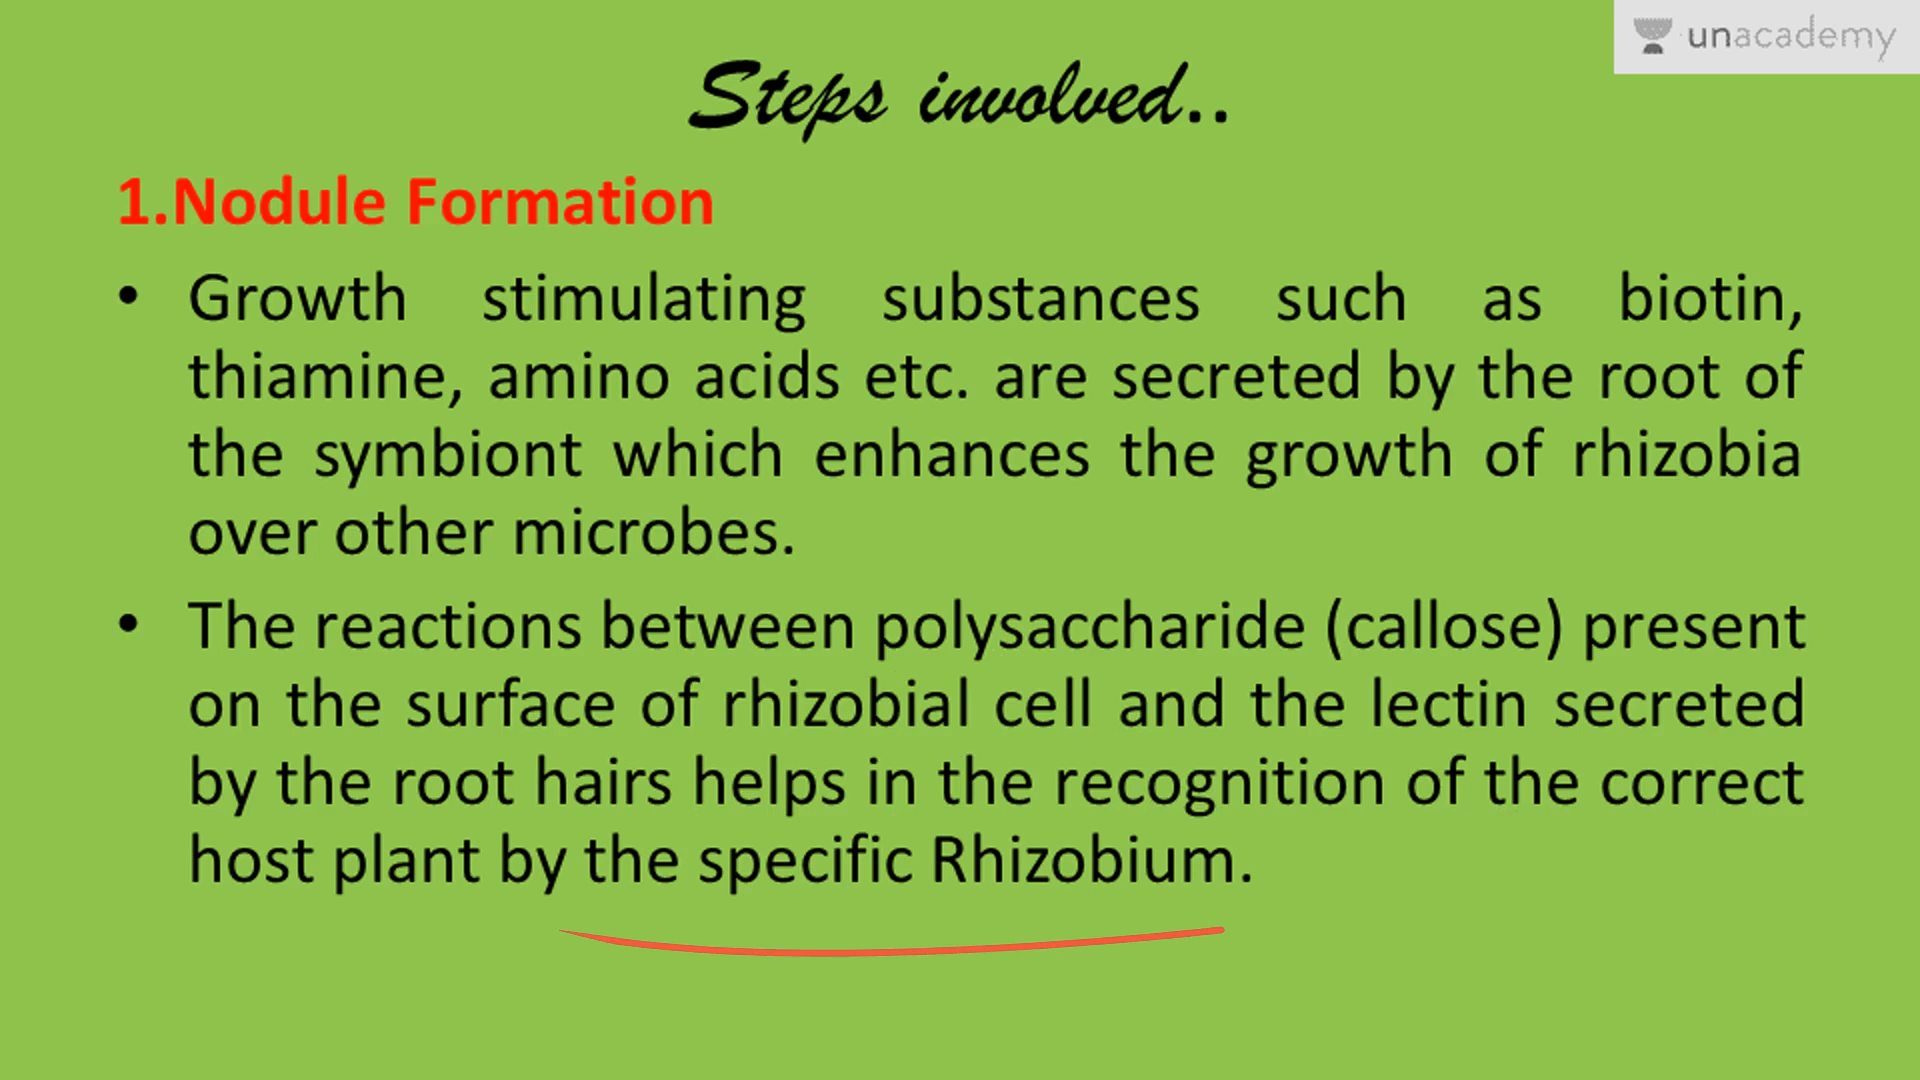 unacademy
Steps involved..
1.Nodule Formation
• Growth stimulating substances such as biotin,
thiamine, amino acids etc. are secreted by the root of
the symbiont which enhances the growth of rhizobia
over other microbes.
• The reactions between polysaccharide (callose) present
on the surface of rhizobial cell and the lectin secreted
by the root hairs helps in the recognition of the correct
host plant by the specific Rhizobium.